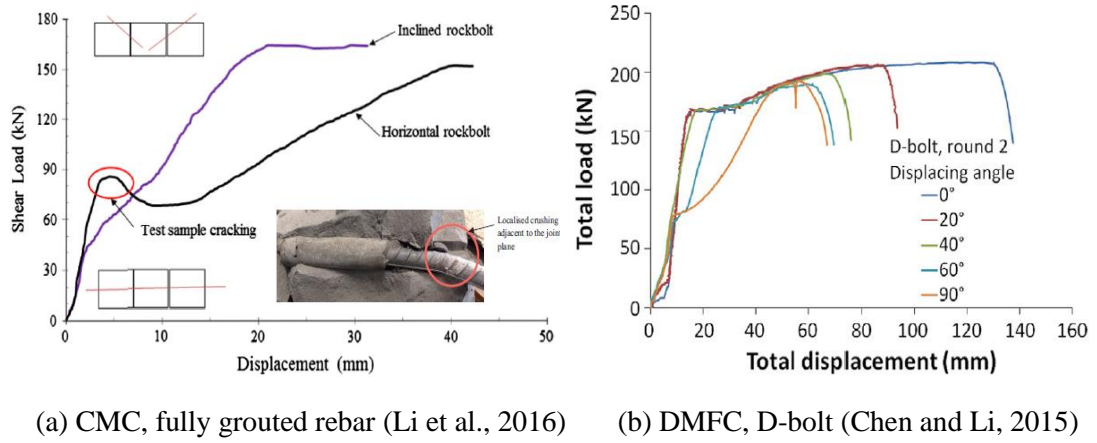 180
150
120
90
60
30
0
Shear Load (kN)
Inclined rockbolt
Horizontal rockbolt
Test sample cracking
Localised crushing
adjacent to the joint
plane
0 10 20 30 40 50
Displacement (mm)
250
200
150
100
50
0
Total load (kN)
D-bolt, round 2
Displacing angle
0°
20°
40°
60°
90°
0 20 40 60 80 100 120 140 160
Total displacement (mm)
(a) CMC, fully grouted rebar (Li et al., 2016)
(b) DMFC, D-bolt (Chen and Li, 2015)